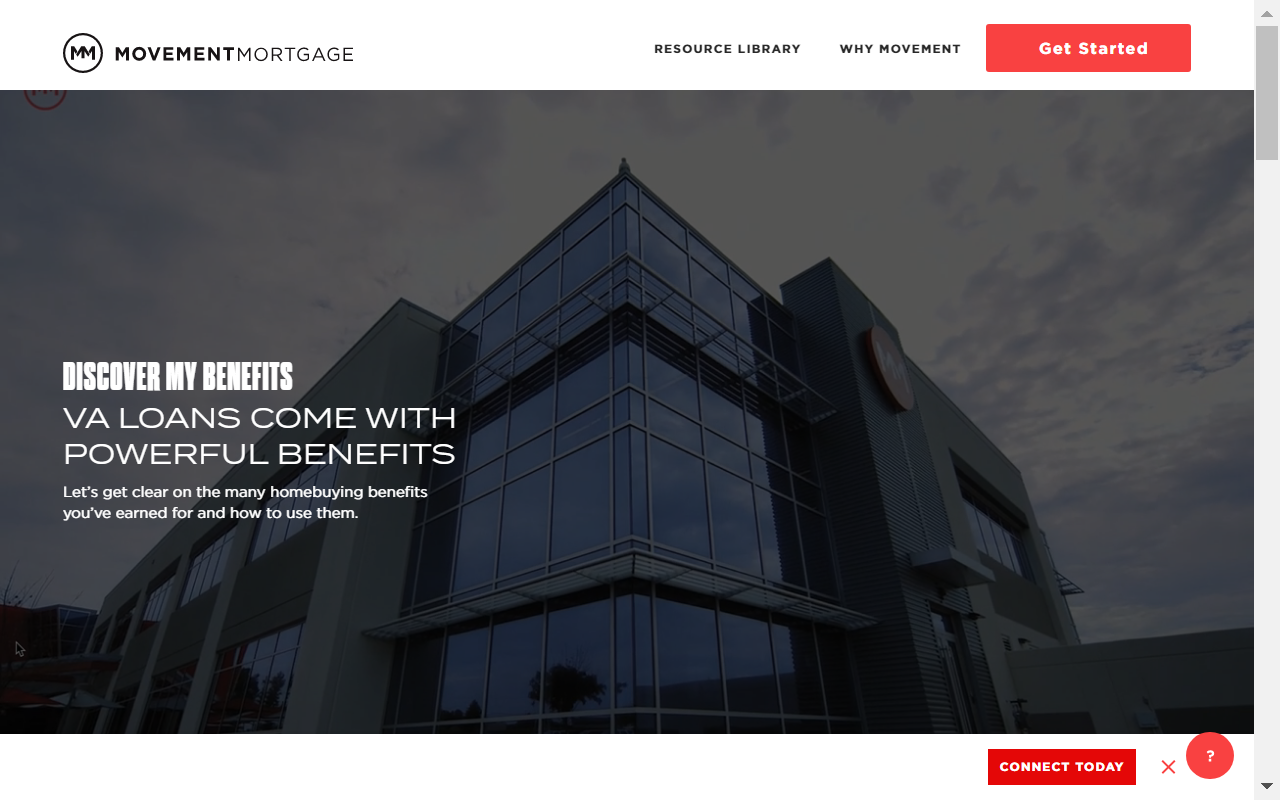 MM MOVEMENTMORTGAGE
RESOURCE LIBRARY
WHY MOVEMENT
Get Started
DISCOVER MY BENEFITS
VA LOANS COME WITH
POWERFUL BENEFITS
Let's get clear on the many homebuying benefits
you've earned for and how to use them.
CONNECT TODAY
?